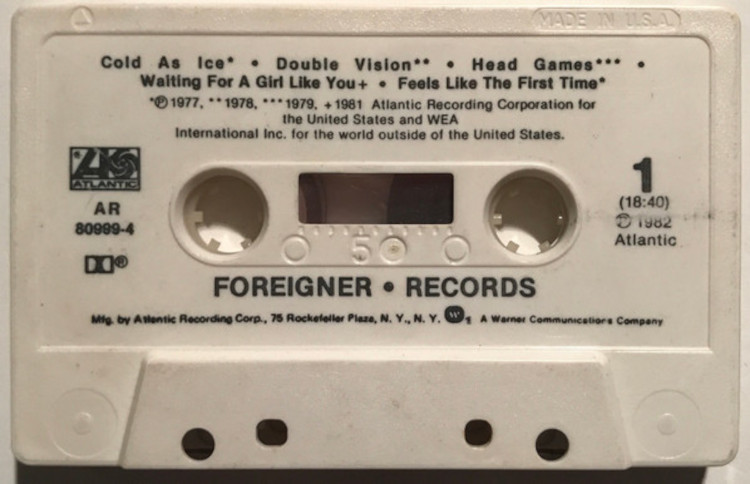 MADE IN U.S.A.
Cold As Ice* • Double Vision** • Head Games*** •
Waiting For A Girl Like You+ • Feels Like The First Time*
*℗1977, **1978, ***1979, +1981 Atlantic Recording Corporation for
the United States and WEA
International Inc. for the world outside of the United States.
ATLANTIC
AR
80999-4
1
(18:40)
℗ 1982
Atlantic
50
FOREIGNER • RECORDS
Mfg. by Atlantic Recording Corp., 75 Rockefeller Plaza, N. Y., N. Y. W, A Warner Communications Company